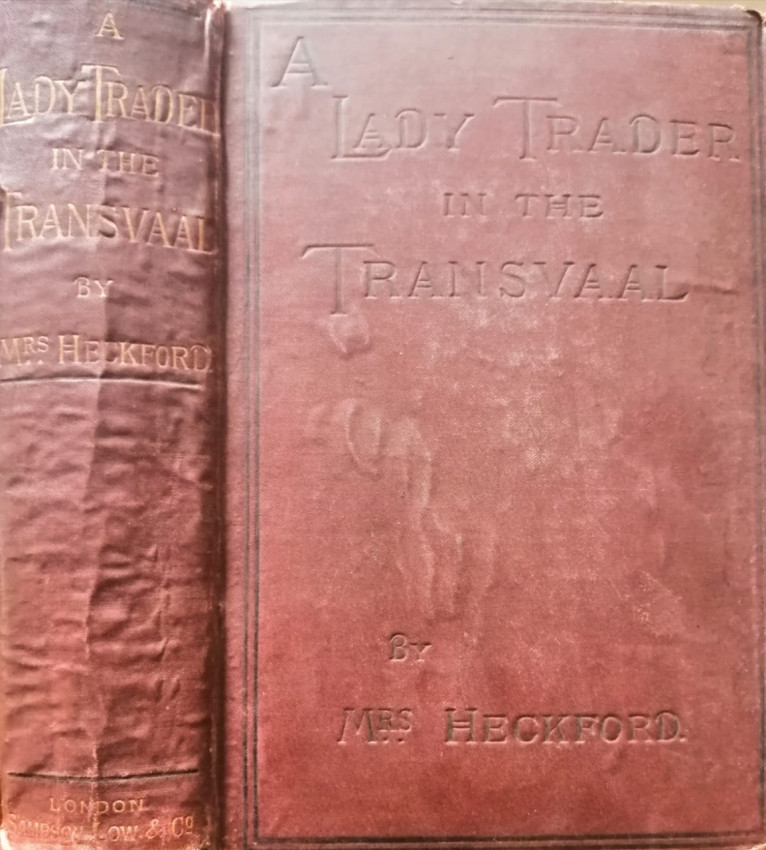 A
LADY TRADER
IN THE
TRANSVAAL
BY
MRS HECKFORD
LONDON
SAMPSON LOW & Co
A
LADY TRADER
IN THE
TRANSVAAL
By
MRS HECKFORD.